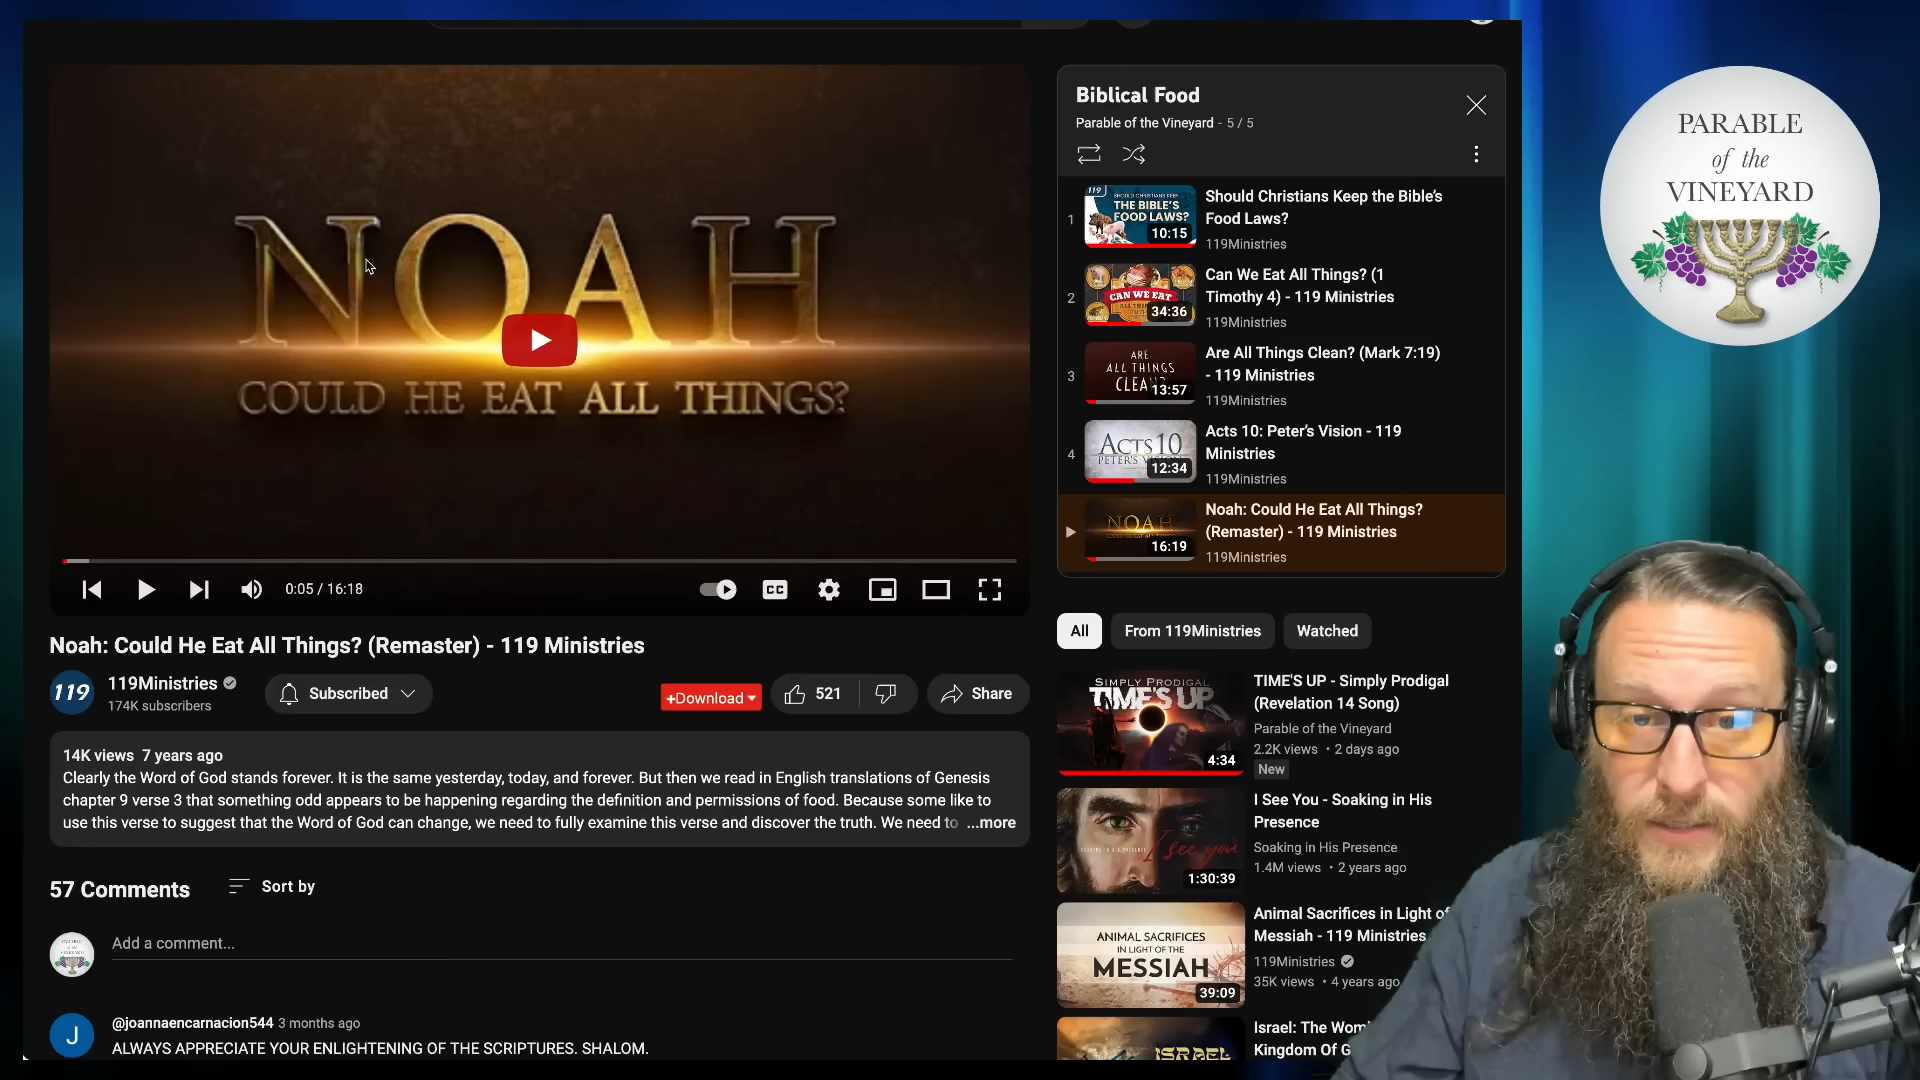 NOAH
COULD HE EAT ALL THINGS?
0:05 / 16:18
CC
Noah: Could He Eat All Things? (Remaster) - 119 Ministries
119
119Ministries
174K subscribers
Subscribed
+Download
521
Share
14K views 7 years ago
Clearly the Word of God stands forever. It is the same yesterday, today, and forever. But then we read in English translations of Genesis
chapter 9 verse 3 that something odd appears to be happening regarding the definition and permissions of food. Because some like to
use this verse to suggest that the Word of God can change, we need to fully examine this verse and discover the truth. We need to ...more
57 Comments
Sort by
Add a comment...
J
@joannaencarnacion544 3 months ago
ALWAYS APPRECIATE YOUR ENLIGHTENING OF THE SCRIPTURES. SHALOM.
Biblical Food
Parable of the Vineyard - 5 / 5
1
119
SHOULD CHRISTIANS KEEP
THE BIBLE'S
FOOD LAWS?
10:15
Should Christians Keep the Bible's
Food Laws?
119Ministries
2
CAN WE EAT
34:36
Can We Eat All Things? (1
Timothy 4) - 119 Ministries
119Ministries
3
ARE
ALL THINGS
CLEAN?
13:57
Are All Things Clean? (Mark 7:19)
- 119 Ministries
119Ministries
4
ACTS 10
PETER'S
12:34
Acts 10: Peter's Vision - 119
Ministries
119Ministries
NOAH
16:19
Noah: Could He Eat All Things?
(Remaster) - 119 Ministries
119Ministries
All
From 119Ministries
Watched
SIMPLY PRODIGAL
TIME'S UP
4:34
TIME'S UP - Simply Prodigal
(Revelation 14 Song)
Parable of the Vineyard
2.2K views • 2 days ago
New
I see you
1:30:39
I See You - Soaking in His
Presence
Soaking in His Presence
1.4M views • 2 years ago
ANIMAL SACRIFICES
IN LIGHT OF THE
MESSIAH
39:09
Animal Sacrifices in Light of
Messiah - 119 Ministries
119Ministries
35K views • 4 years ago
ISRAEL
Israel: The
Kingdom Of
PARABLE
of the
VINEYARD